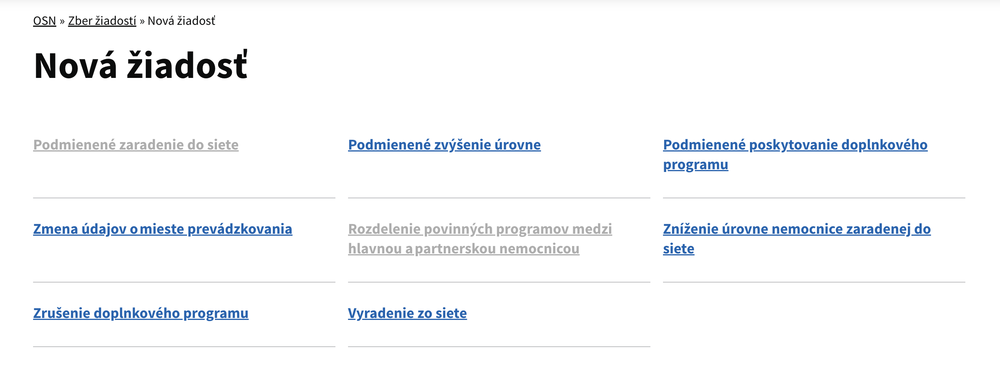 OSN » Zber žiadostí » Nová žiadosť
Nová žiadosť
Podmienené zaradenie do siete
Podmienené zvýšenie úrovne
Podmienené poskytovanie doplnkového
programu
Zmena údajov o mieste prevádzkovania
Rozdelenie povinných programov medzi
hlavnou a partnerskou nemocnicou
Zníženie úrovne nemocnice zaradenej do
siete
Zrušenie doplnkového programu
Vyradenie zo siete